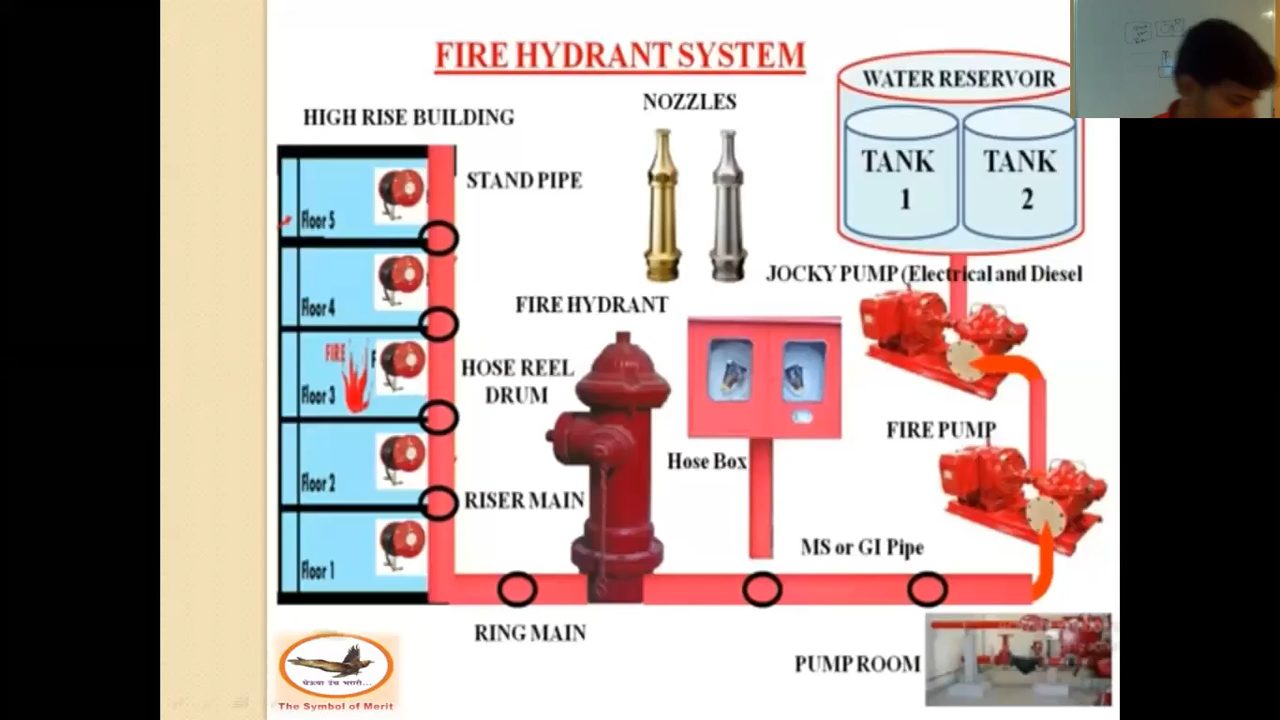 FIRE HYDRANT SYSTEM
HIGH RISE BUILDING
NOZZLES
WATER RESERVOIR
TANK
1
TANK
2
STAND PIPE
Floor 5
JOCKY PUMP (Electrical and Diesel
Floor 4
FIRE HYDRANT
FIRE
F
Floor 3
HOSE REEL
DRUM
FIRE PUMP
Hose Box
Floor 2
RISER MAIN
MS or GI Pipe
Floor 1
RING MAIN
PUMP ROOM
घेऊया उंच भरारी...
The Symbol of Merit